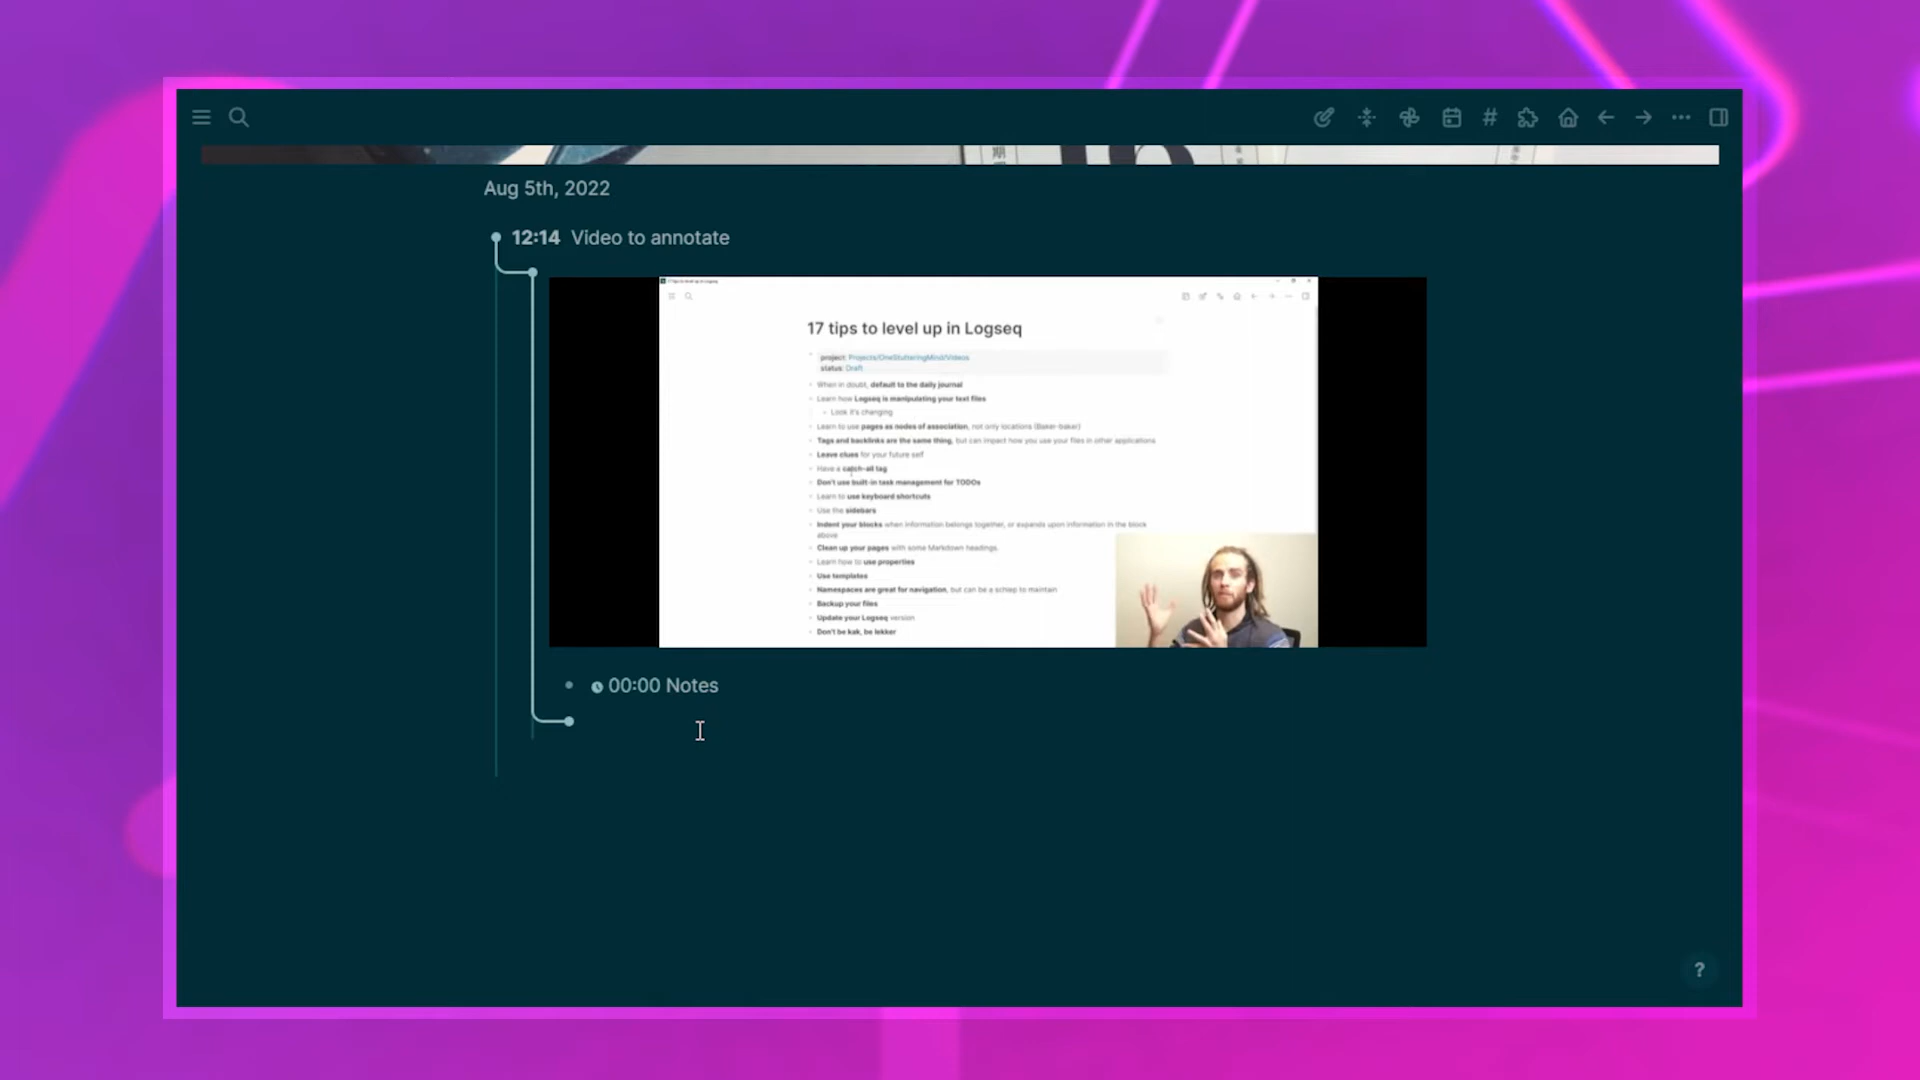 Aug 5th, 2022
12:14 Video to annotate
17 tips to level up in Logseq
project: Projects/OneStutteringMind/Videos
status: Draft
When in doubt, default to the daily journal
Learn how Logseq is manipulating your text files
Look it's changing
Learn to use pages as nodes of association, not only locations (Baker-baker)
Tags and backlinks are the same thing, but can impact how you use your files in other applications
Leave clues for your future self
Have a catch-all tag
Don't use built-in task management for TODOs
Learn to use keyboard shortcuts
Use the sidebars
Indent your blocks when information belongs together, or expands upon information in the block
above
Clean up your pages with some Markdown headings.
Learn how to use properties
Use templates
Namespaces are great for navigation, but can be a schlep to maintain
Backup your files
Update your Logseq version
Don't be kak, be lekker
00:00 Notes
?